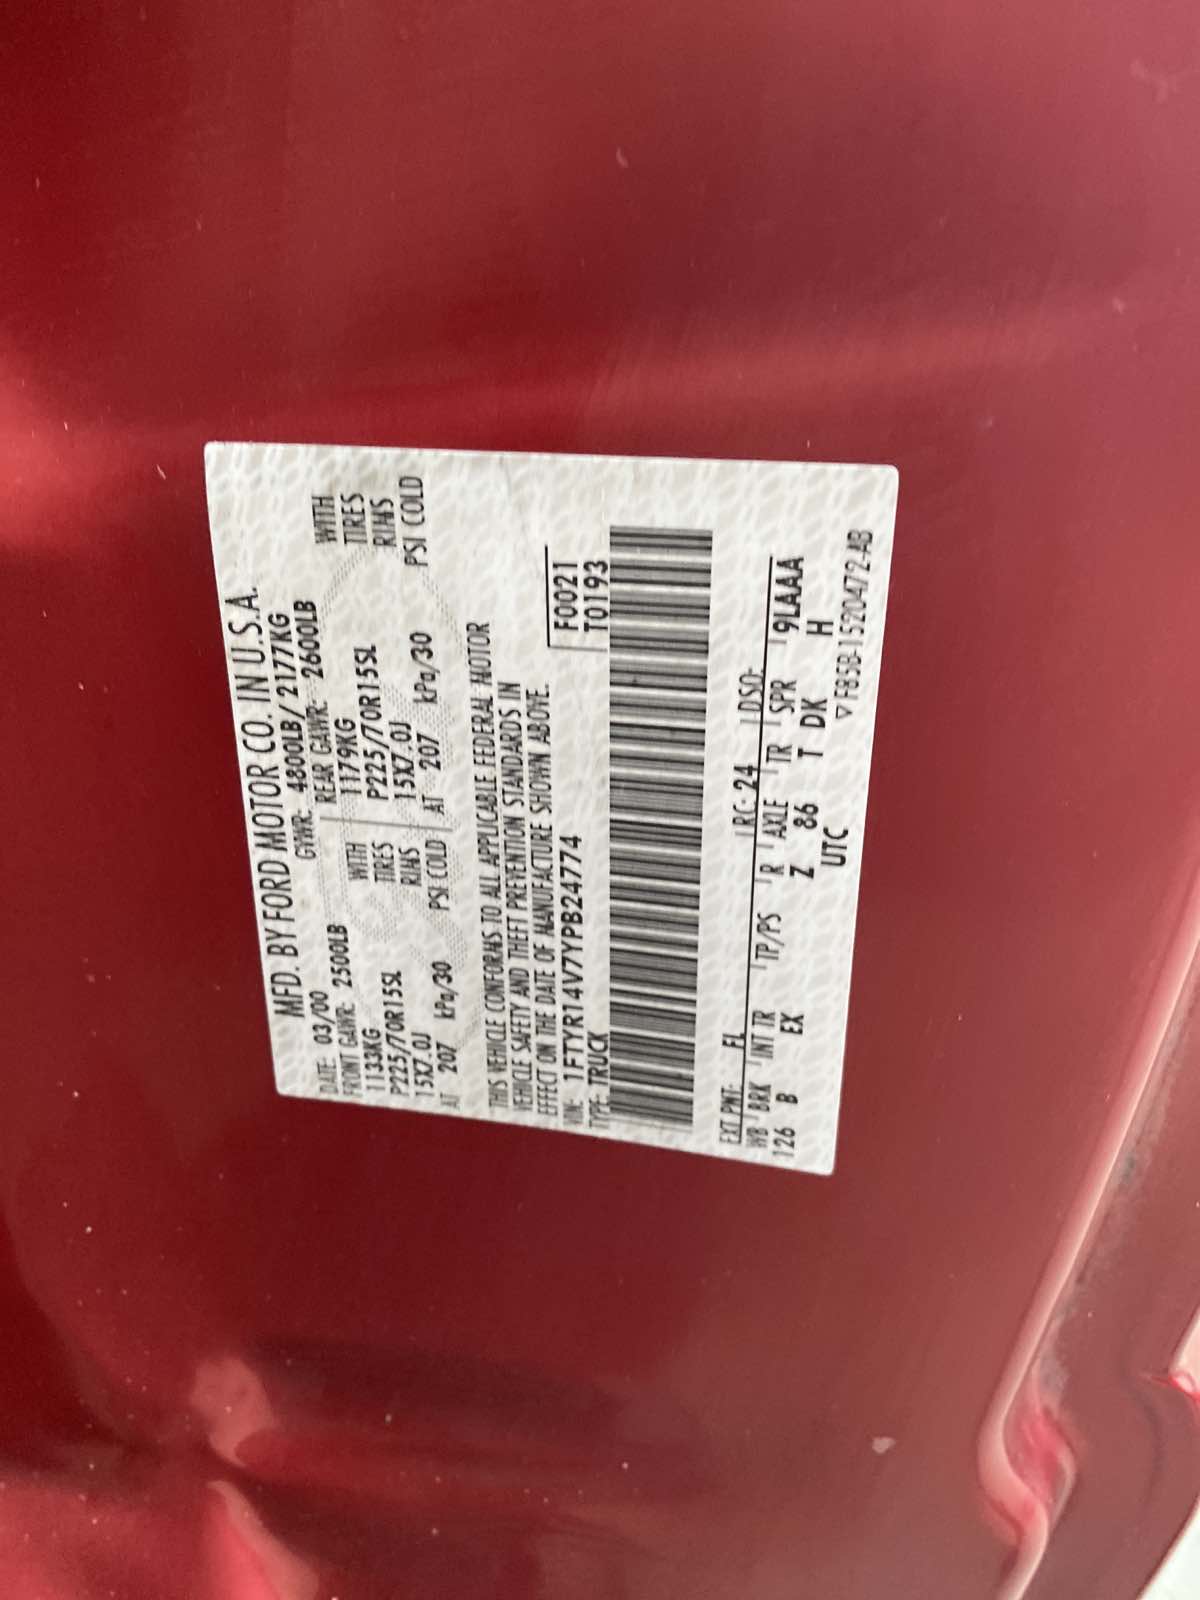 MFD. BY FORD MOTOR CO. IN U.S.A.
DATE: 03/00 GVWR: 4800LB/2177KG
FRONT GAWR: 2500LB REAR GAWR: 2600LB
1133KG WITH 1179KG WITH
P225/70R15SL TIRES P225/70R15SL TIRES
15X7.0J RIMS 15X7.0J RIMS
AT 207 kPa/30 PSI COLD AT 207 kPa/30 PSI COLD
THIS VEHICLE CONFORMS TO ALL APPLICABLE FEDERAL MOTOR
VEHICLE SAFETY AND THEFT PREVENTION STANDARDS IN
EFFECT ON THE DATE OF MANUFACTURE SHOWN ABOVE.
VIN: 1FTYR14V7YPB24774 F0021
TYPE: TRUCK T0193
EXT PNT: FL RC: 24 DSO:
WB BRK INT TR TP/PS R AXLE TR SPR 9LAAA
126 B EX Z 86 T DK H
UTC
▽F85B-1520472-AB